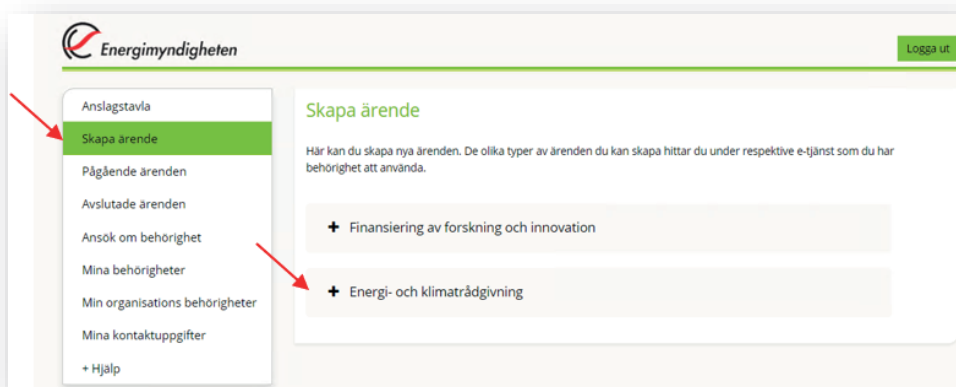 Energimyndigheten
Logga ut
Anslagstavla
Skapa ärende
Pågående ärenden
Avslutade ärenden
Ansök om behörighet
Mina behörigheter
Min organisations behörigheter
Mina kontaktuppgifter
+ Hjälp
Skapa ärende
Här kan du skapa nya ärenden. De olika typer av ärenden du kan skapa hittar du under respektive e-tjänst som du har
behörighet att använda.
+ Finansiering av forskning och innovation
+ Energi- och klimatrådgivning